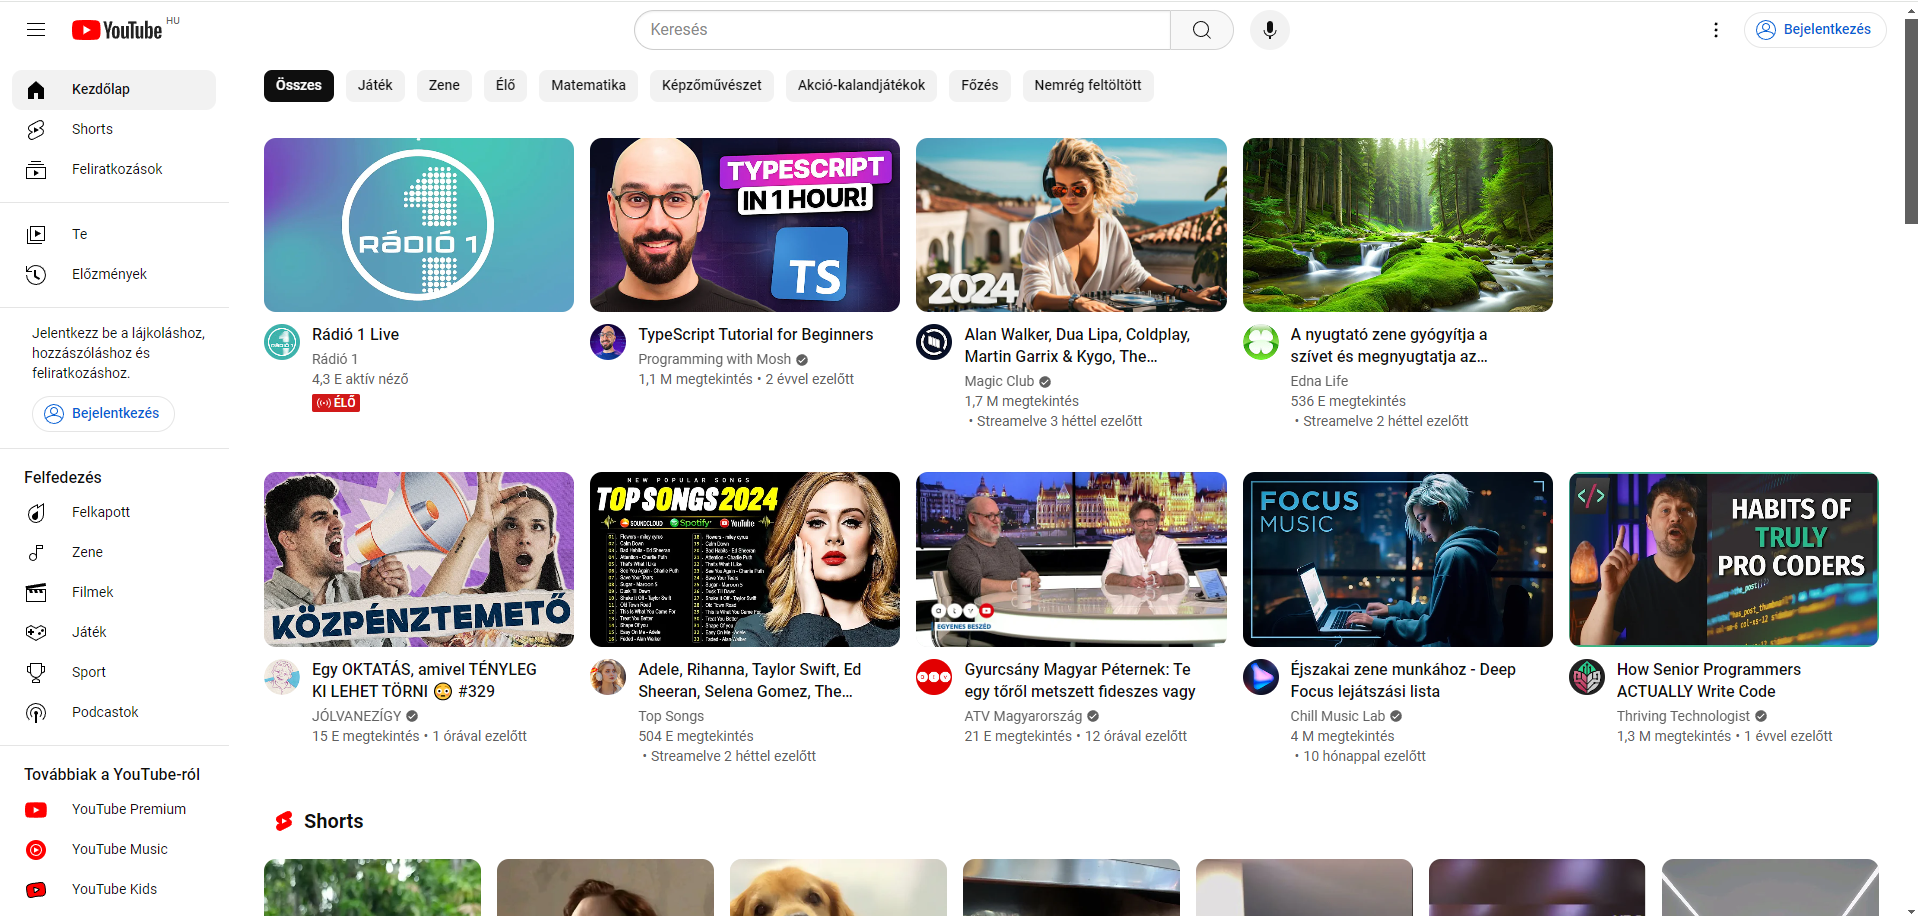 YouTube HU
Keresés
Bejelentkezés
Kezdőlap
Shorts
Feliratkozások
Te
Előzmények
Jelentkezz be a lájkoláshoz,
hozzászóláshoz és
feliratkozáshoz.
Bejelentkezés
Felfedezés
Felkapott
Zene
Filmek
Játék
Sport
Podcastok
Továbbiak a YouTube-ról
YouTube Premium
YouTube Music
YouTube Kids
Összes
Játék
Zene
Élő
Matematika
Képzőművészet
Akció-kalandjátékok
Főzés
Nemrég feltöltött
1
RÁDIÓ 1
Rádió 1 Live
Rádió 1
4,3 E aktív néző
ÉLŐ
TYPESCRIPT
IN 1 HOUR!
TS
TypeScript Tutorial for Beginners
Programming with Mosh
1,1 M megtekintés • 2 évvel ezelőtt
2024
Alan Walker, Dua Lipa, Coldplay,
Martin Garrix & Kygo, The...
Magic Club
1,7 M megtekintés
• Streamelve 3 héttel ezelőtt
A nyugtató zene gyógyítja a
szívet és megnyugtatja az...
Edna Life
536 E megtekintés
• Streamelve 2 héttel ezelőtt
KÖZPÉNZTEMETŐ
Egy OKTATÁS, amivel TÉNYLEG
KI LEHET TÖRNI 😳 #329
JÓLVANEZÍGY
15 E megtekintés • 1 órával ezelőtt
NEW POPULAR SONGS
TOP SONGS 2024
SOUNDCLOUD Spotify YouTube
Adele, Rihanna, Taylor Swift, Ed
Sheeran, Selena Gomez, The...
Top Songs
504 E megtekintés
• Streamelve 2 héttel ezelőtt
EGYENES BESZÉD
Gyurcsány Magyar Péternek: Te
egy tőről metszett fideszes vagy
ATV Magyarország
21 E megtekintés • 12 órával ezelőtt
FOCUS
MUSIC
Éjszakai zene munkához - Deep
Focus lejátszási lista
Chill Music Lab
4 M megtekintés
• 10 hónappal ezelőtt
</>
HABITS OF
TRULY
PRO CODERS
How Senior Programmers
ACTUALLY Write Code
Thriving Technologist
1,3 M megtekintés • 1 évvel ezelőtt
Shorts